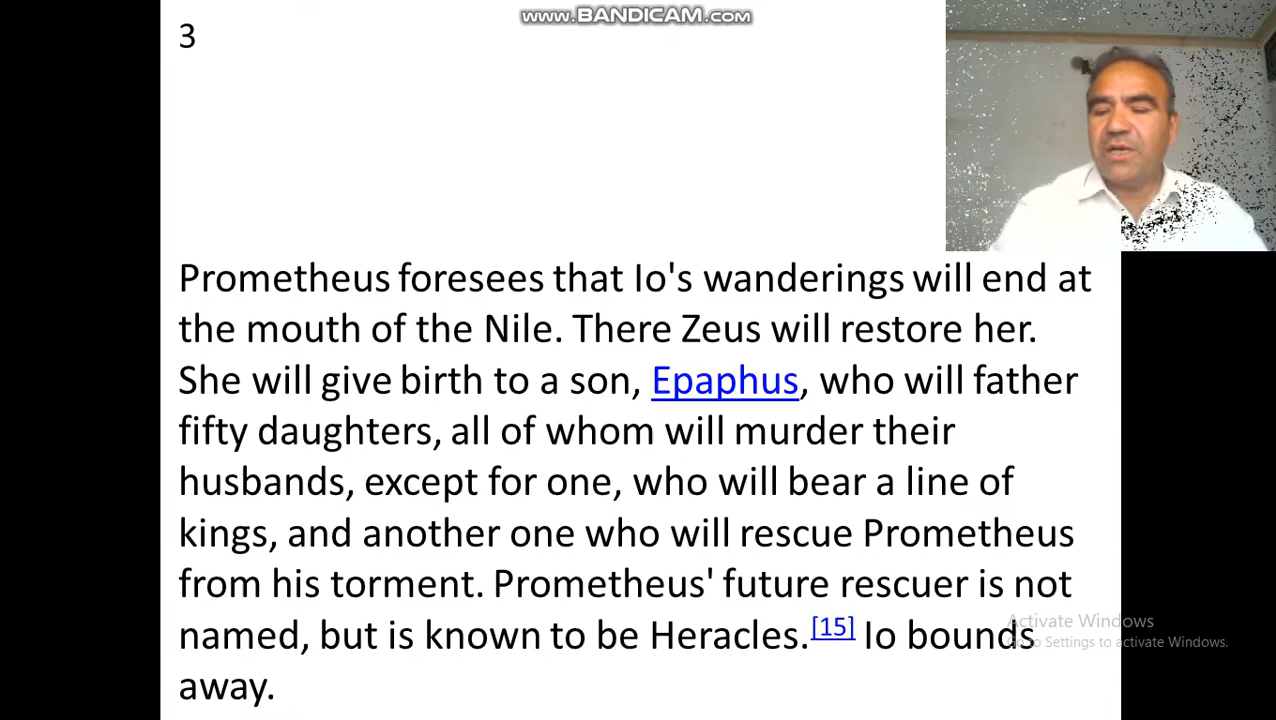 www.BANDICAM.com
3
Prometheus foresees that Io's wanderings will end at
the mouth of the Nile. There Zeus will restore her.
She will give birth to a son, Epaphus, who will father
fifty daughters, all of whom will murder their
husbands, except for one, who will bear a line of
kings, and another one who will rescue Prometheus
from his torment. Prometheus' future rescuer is not
named, but is known to be Heracles.[15] Io bounds
away.
Activate Windows
Go to Settings to activate Windows.